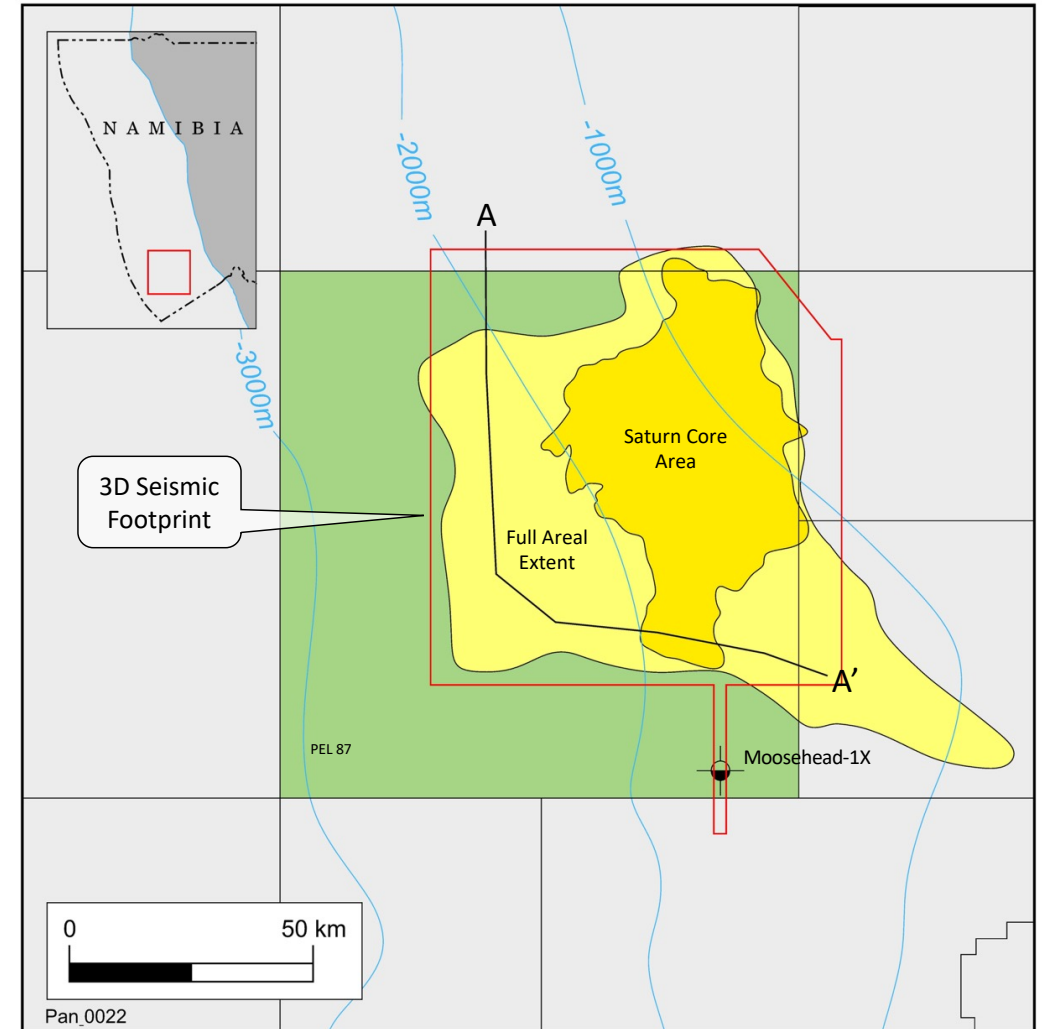 NAMIBIA
-2000m
-1000m
A
-3000m
3D Seismic
Footprint
Saturn Core
Area
Full Areal
Extent
A’
PEL 87
Moosehead-1X
0
50 km
Pan_0022